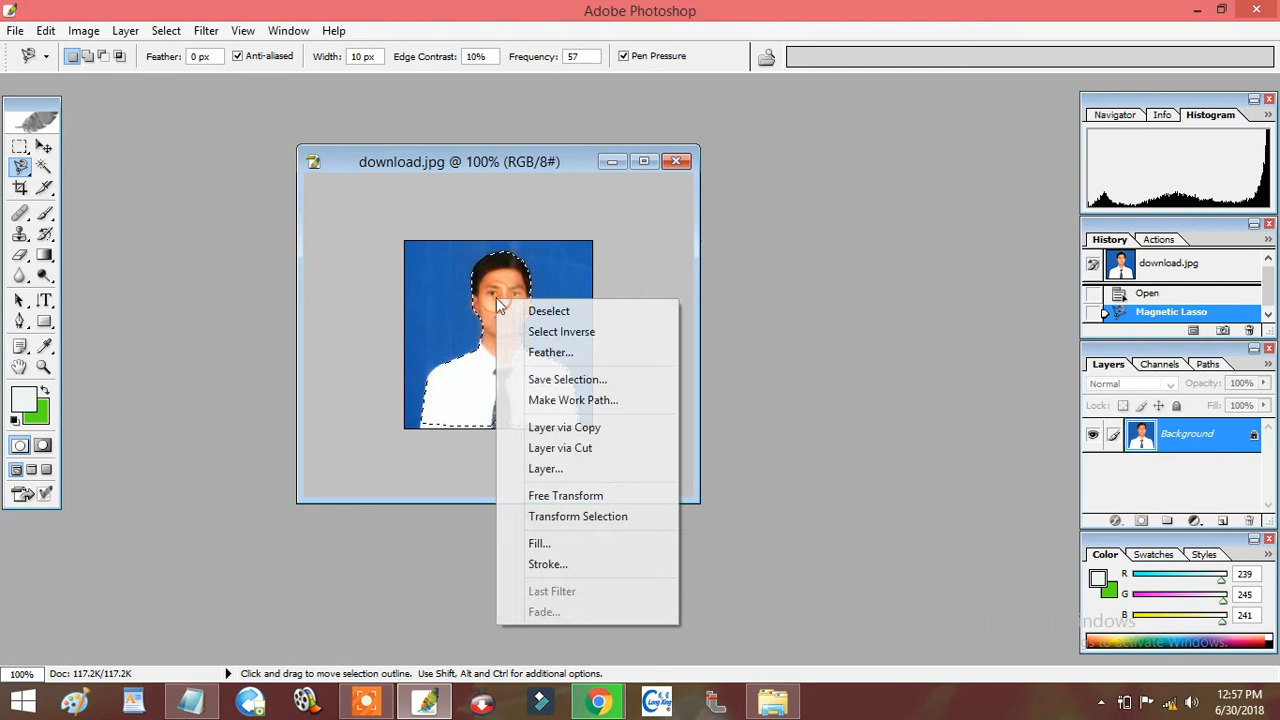 Adobe Photoshop
File Edit Image Layer Select Filter View Window Help
Feather: 0 px Anti-aliased Width: 10 px Edge Contrast: 10% Frequency: 57 Pen Pressure
Navigator Info Histogram
download.jpg @ 100% (RGB/8#)
History Actions
download.jpg
Open
Magnetic Lasso
Deselect
Select Inverse
Feather...
Save Selection...
Make Work Path...
Layer via Copy
Layer via Cut
Layer...
Free Transform
Transform Selection
Fill...
Stroke...
Last Filter
Fade...
Layers Channels Paths
Normal Opacity: 100%
Lock: Fill: 100%
Background
Color Swatches Styles
R 239
G 245
B 241
100% Doc: 117.2K/117.2K Click and drag to move selection outline. Use Shift, Alt and Ctrl for additional options.
12:57 PM
6/30/2018